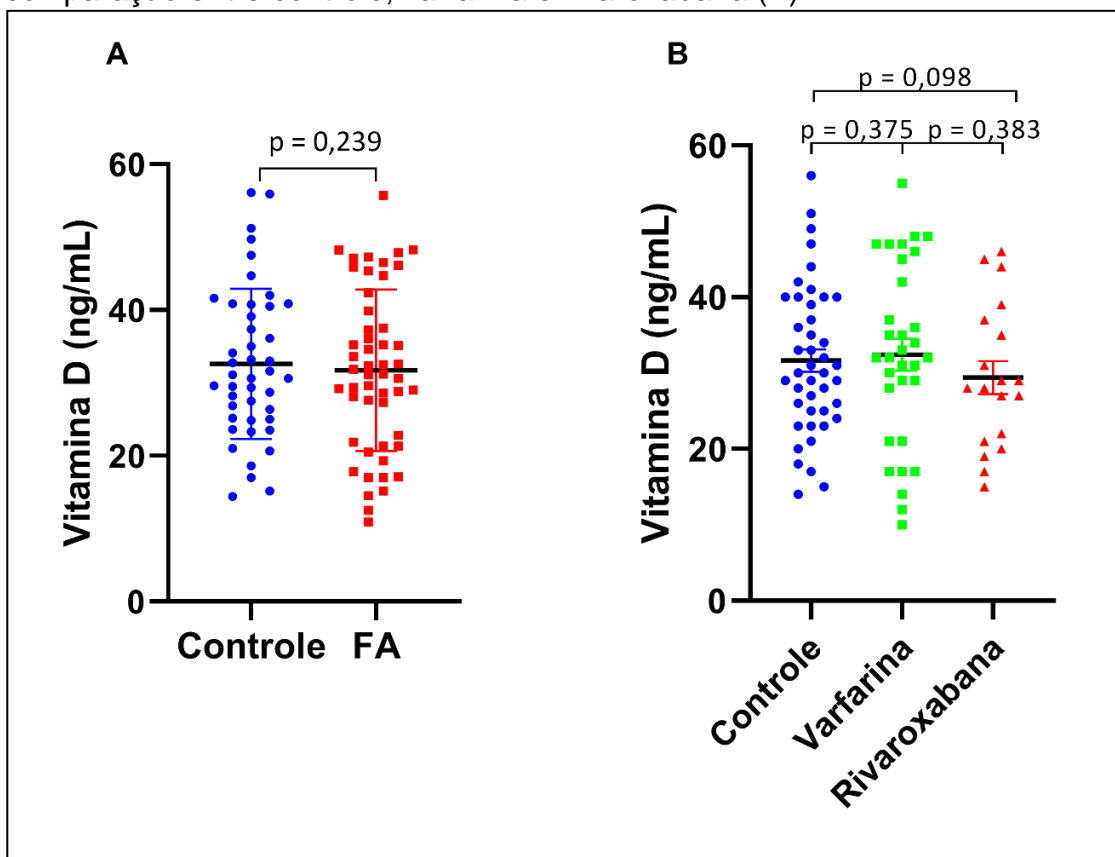 A
B
p = 0,098
p = 0,239
p = 0,375
p = 0,383
60
40
20
0
Vitamina D (ng/mL)
Controle
FA
60
40
20
0
Vitamina D (ng/mL)
Controle
Varfarina
Rivaroxabana